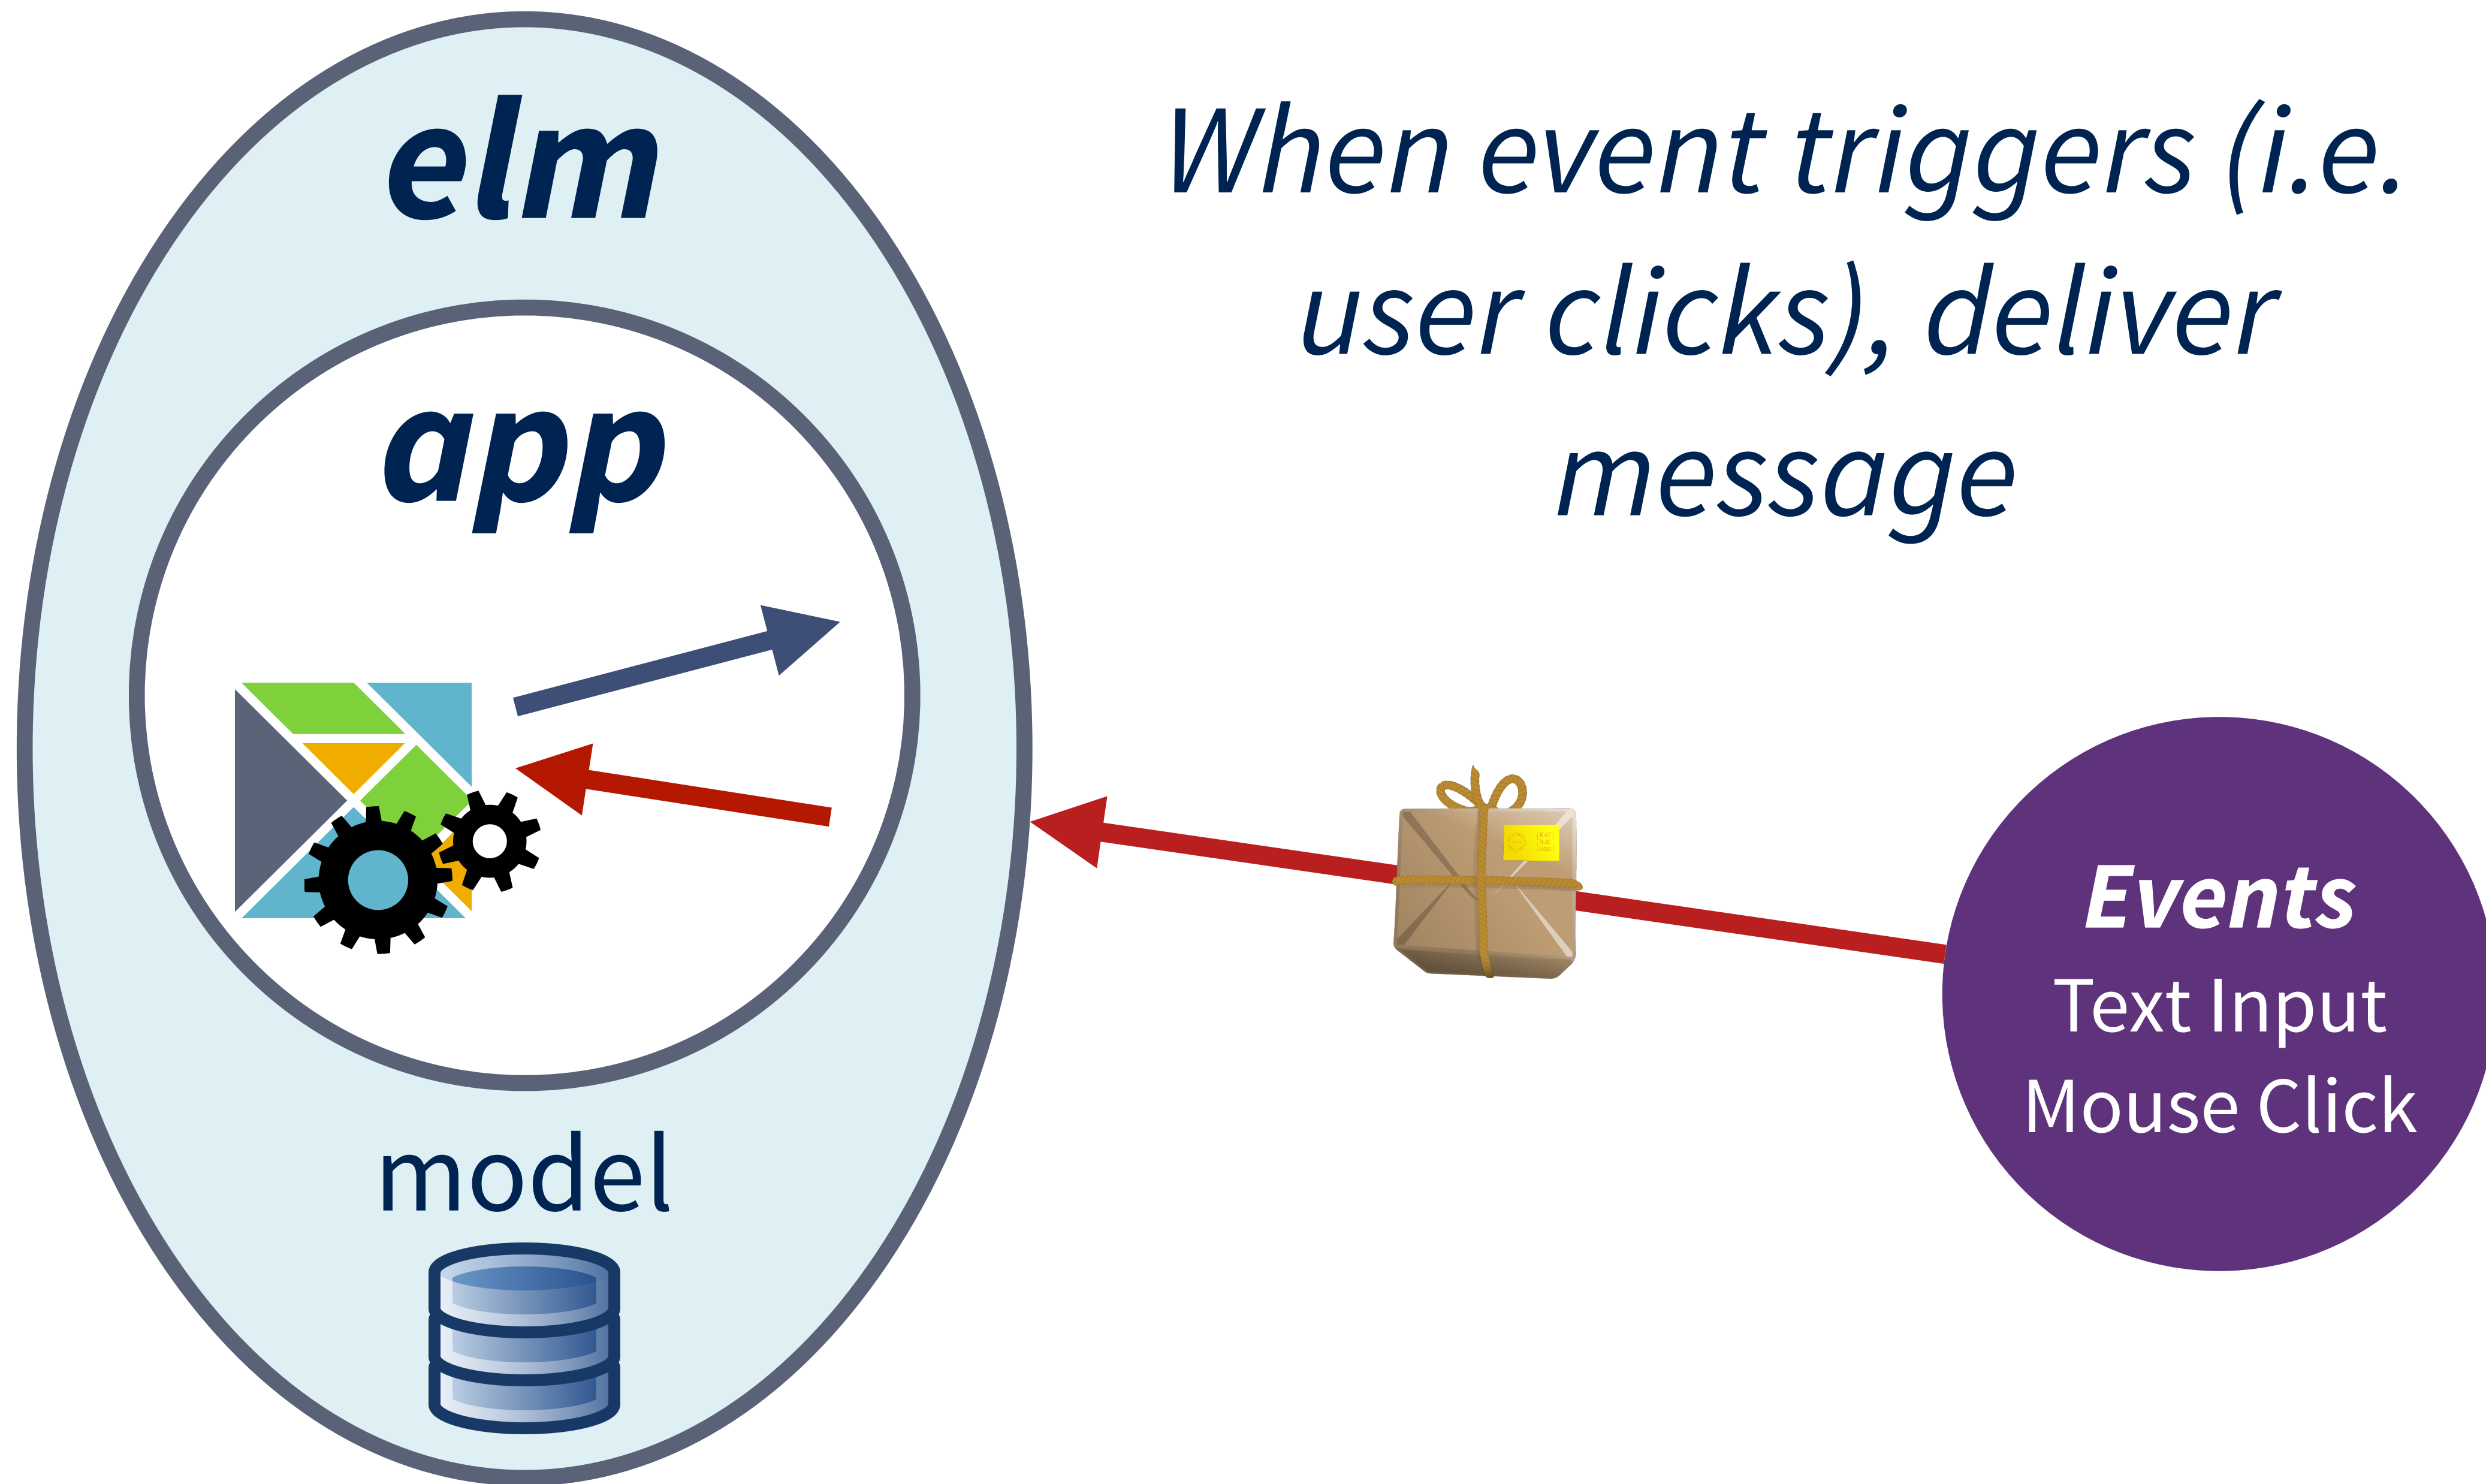 elm
app
model
When event triggers (i.e.
user clicks), deliver
message
Events
Text Input
Mouse Click